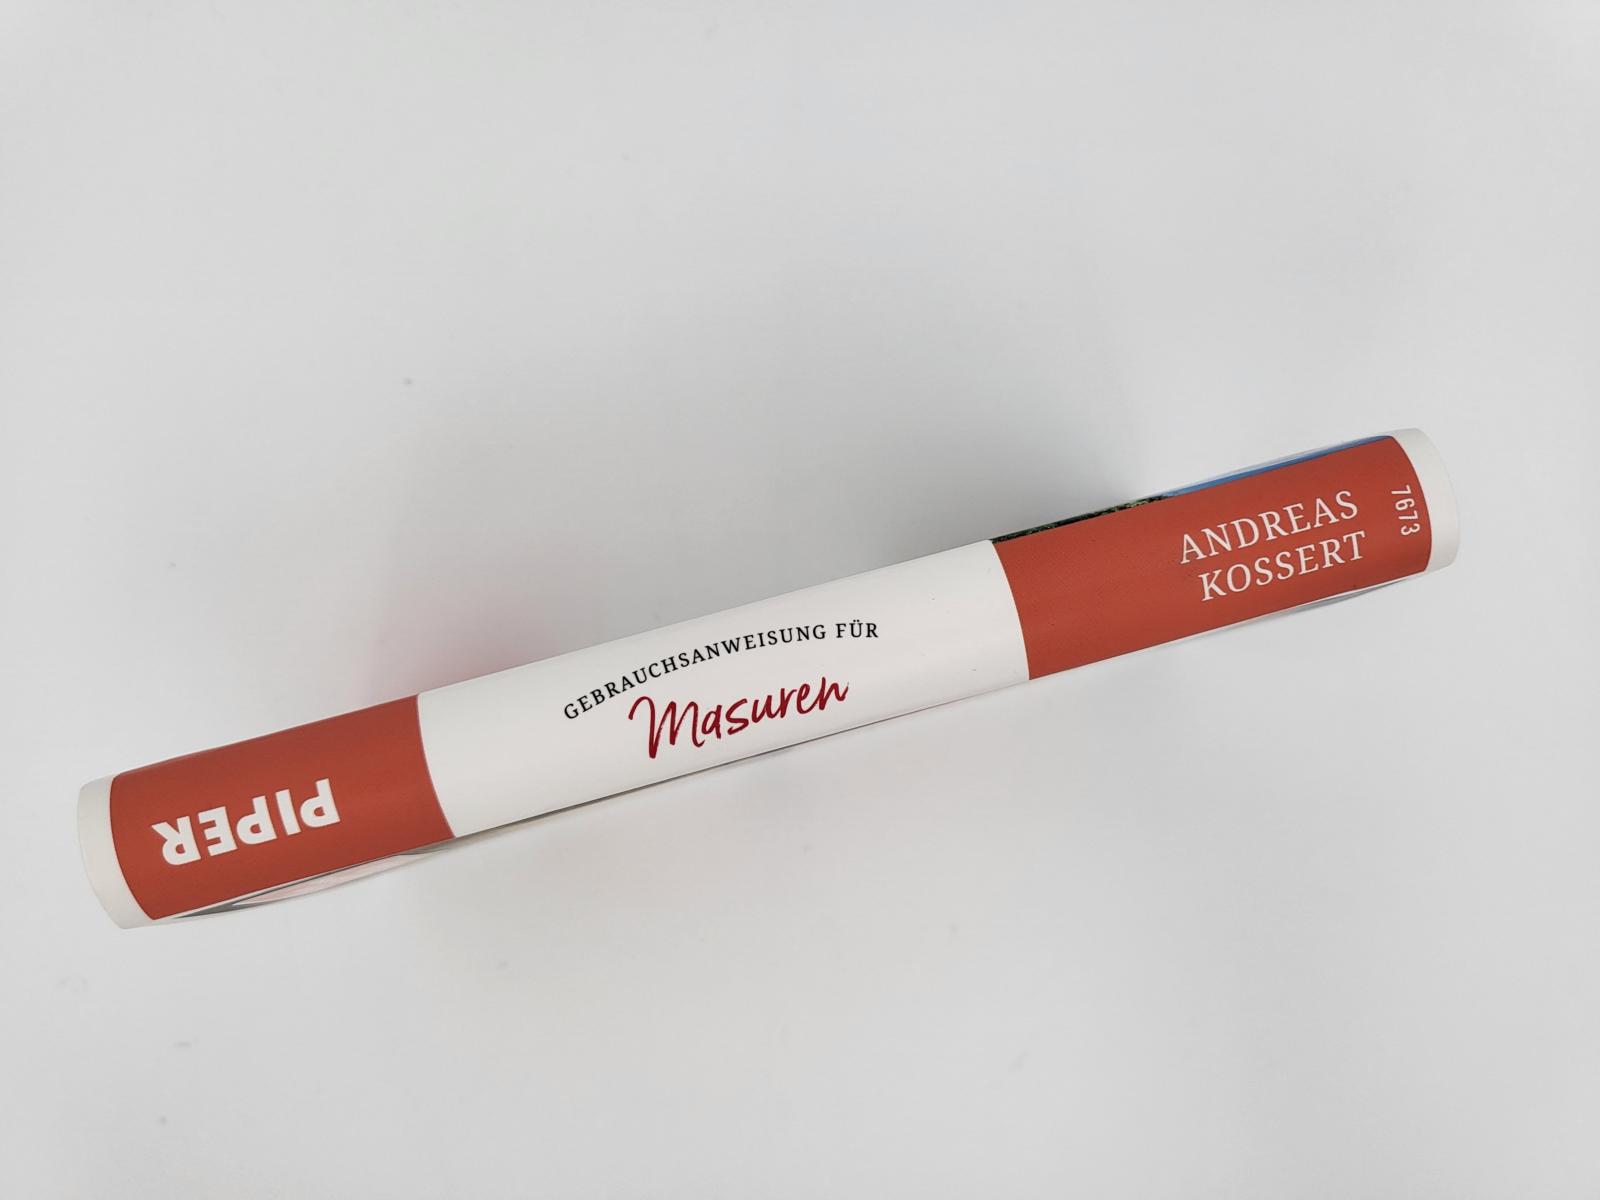 GEBRAUCHSANWEISUNG FÜR
Masuren
ANDREAS
KOSSERT
7673
PIPER